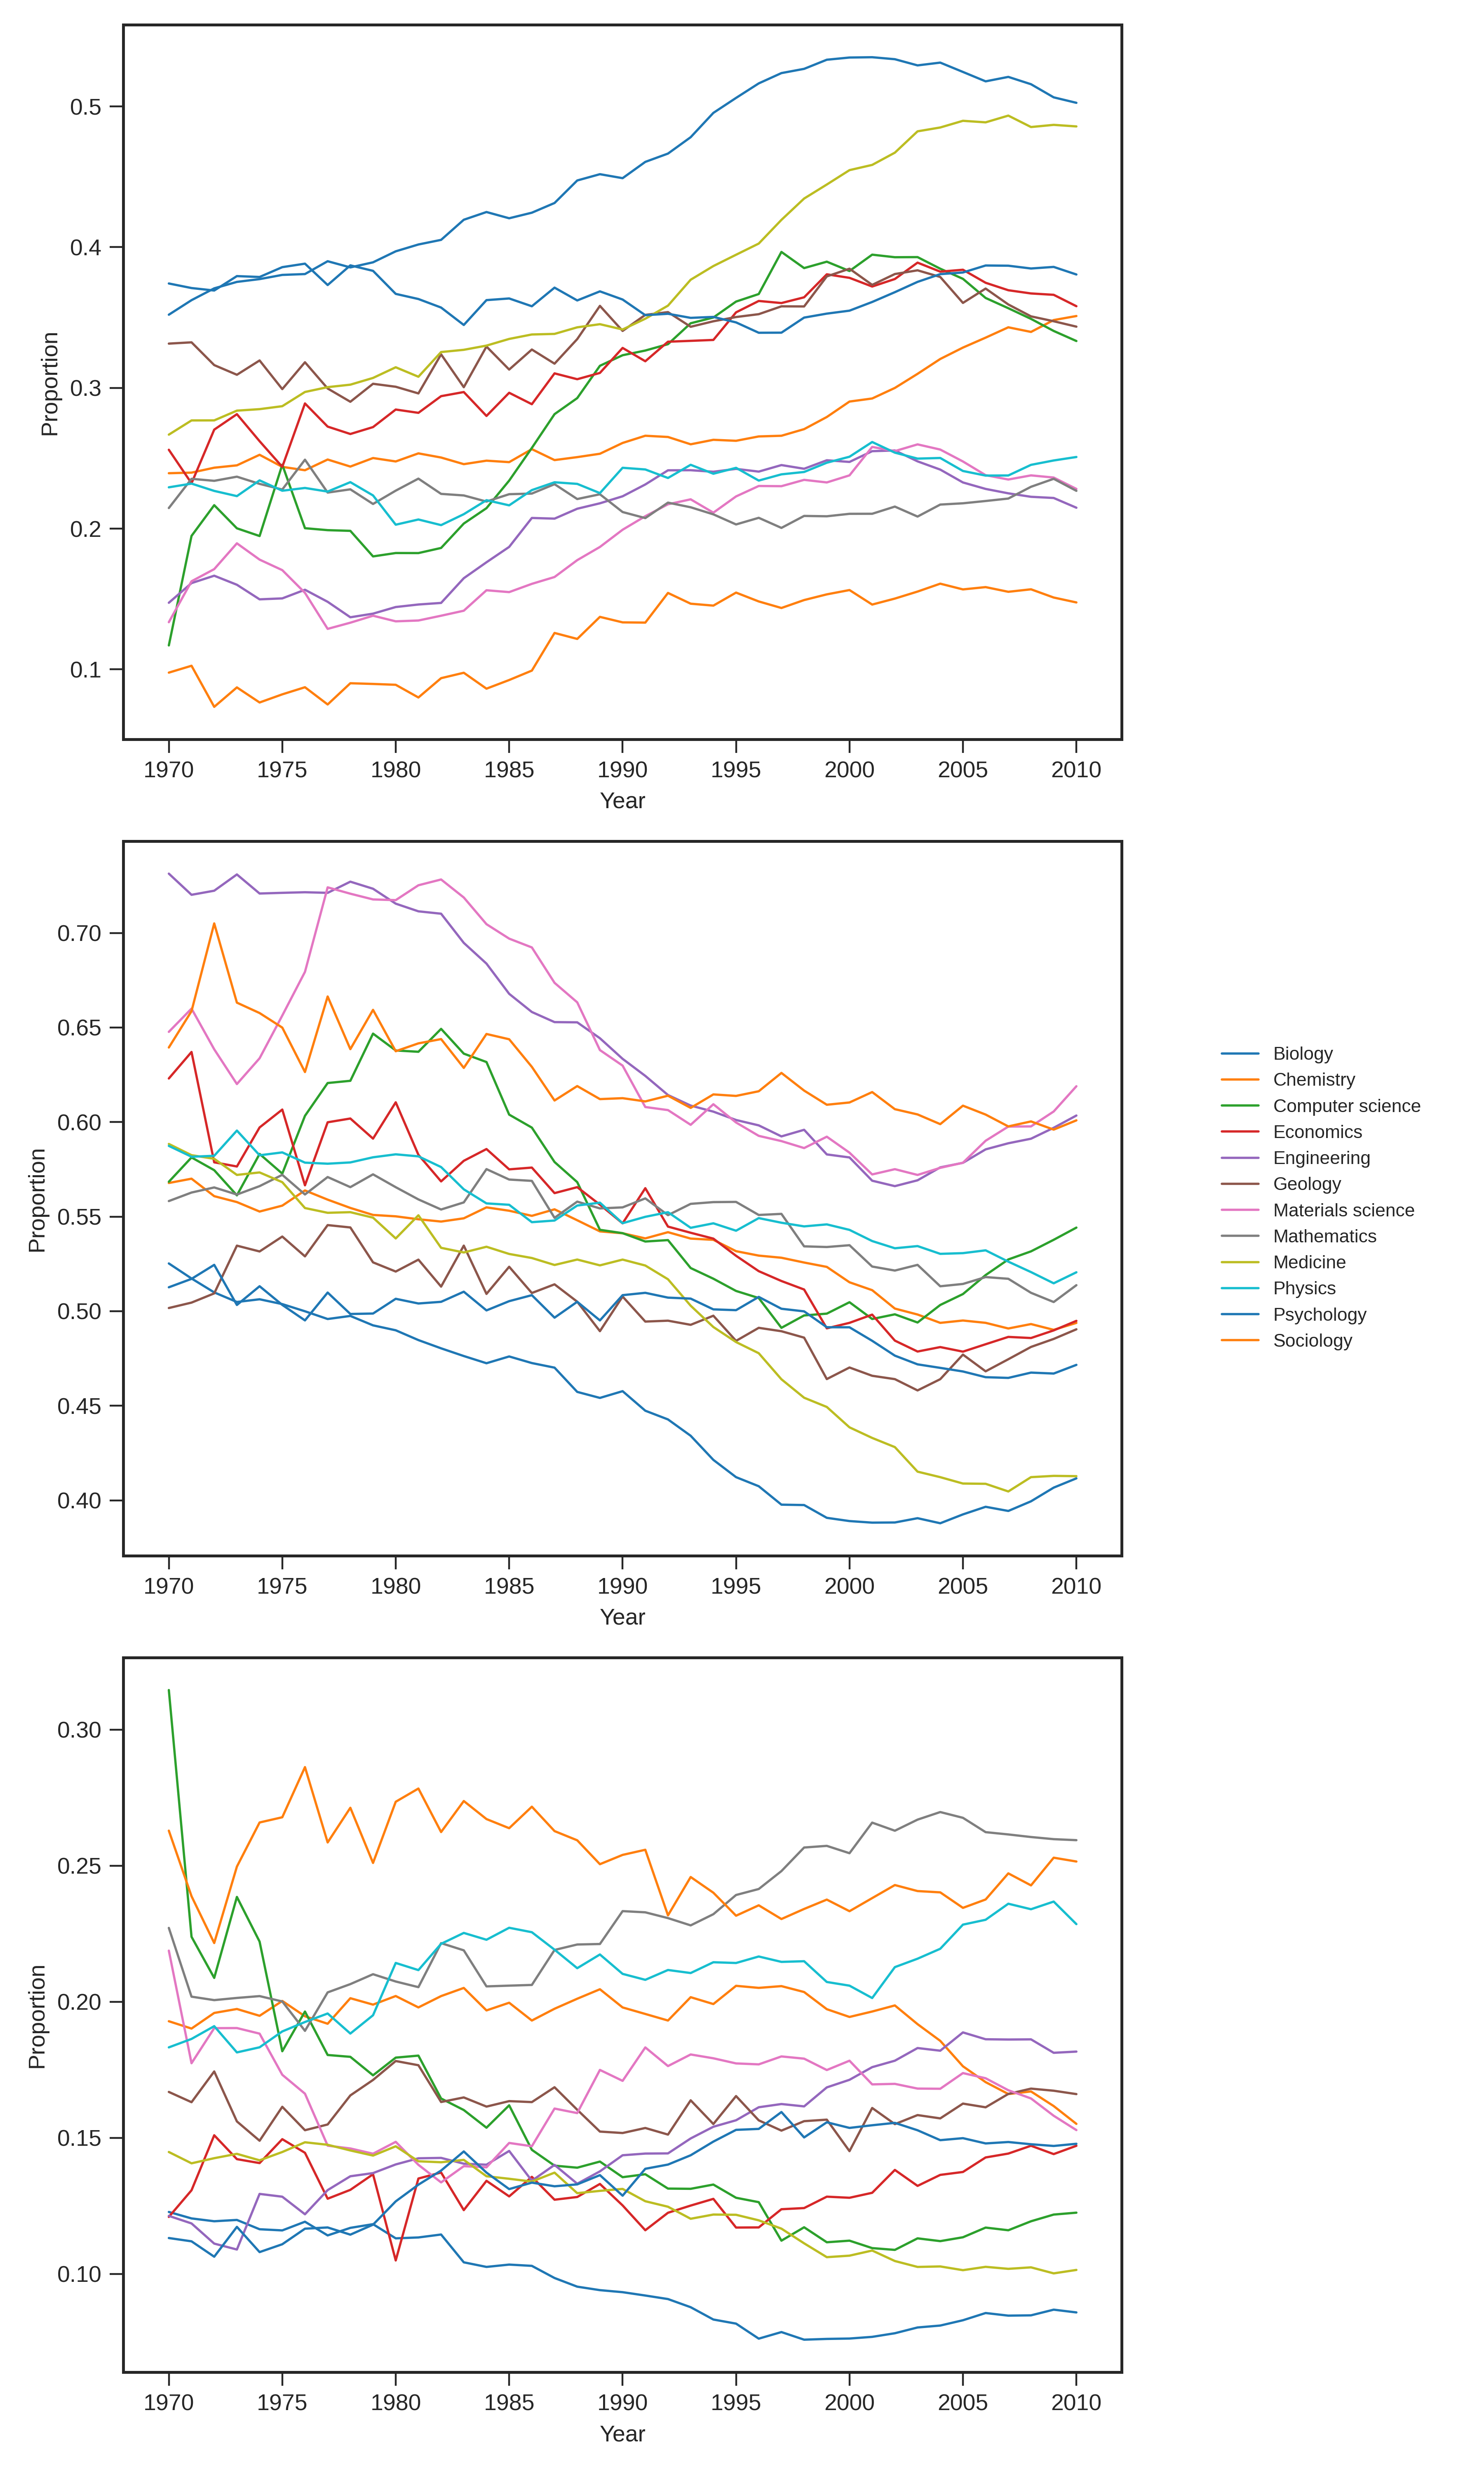 0.5
0.4
0.3
0.2
0.1
Proportion
1970 1975 1980 1985 1990 1995 2000 2005 2010
Year
0.70
0.65
0.60
0.55
0.50
0.45
0.40
Proportion
1970 1975 1980 1985 1990 1995 2000 2005 2010
Year
Biology
Chemistry
Computer science
Economics
Engineering
Geology
Materials science
Mathematics
Medicine
Physics
Psychology
Sociology
0.30
0.25
0.20
0.15
0.10
Proportion
1970 1975 1980 1985 1990 1995 2000 2005 2010
Year